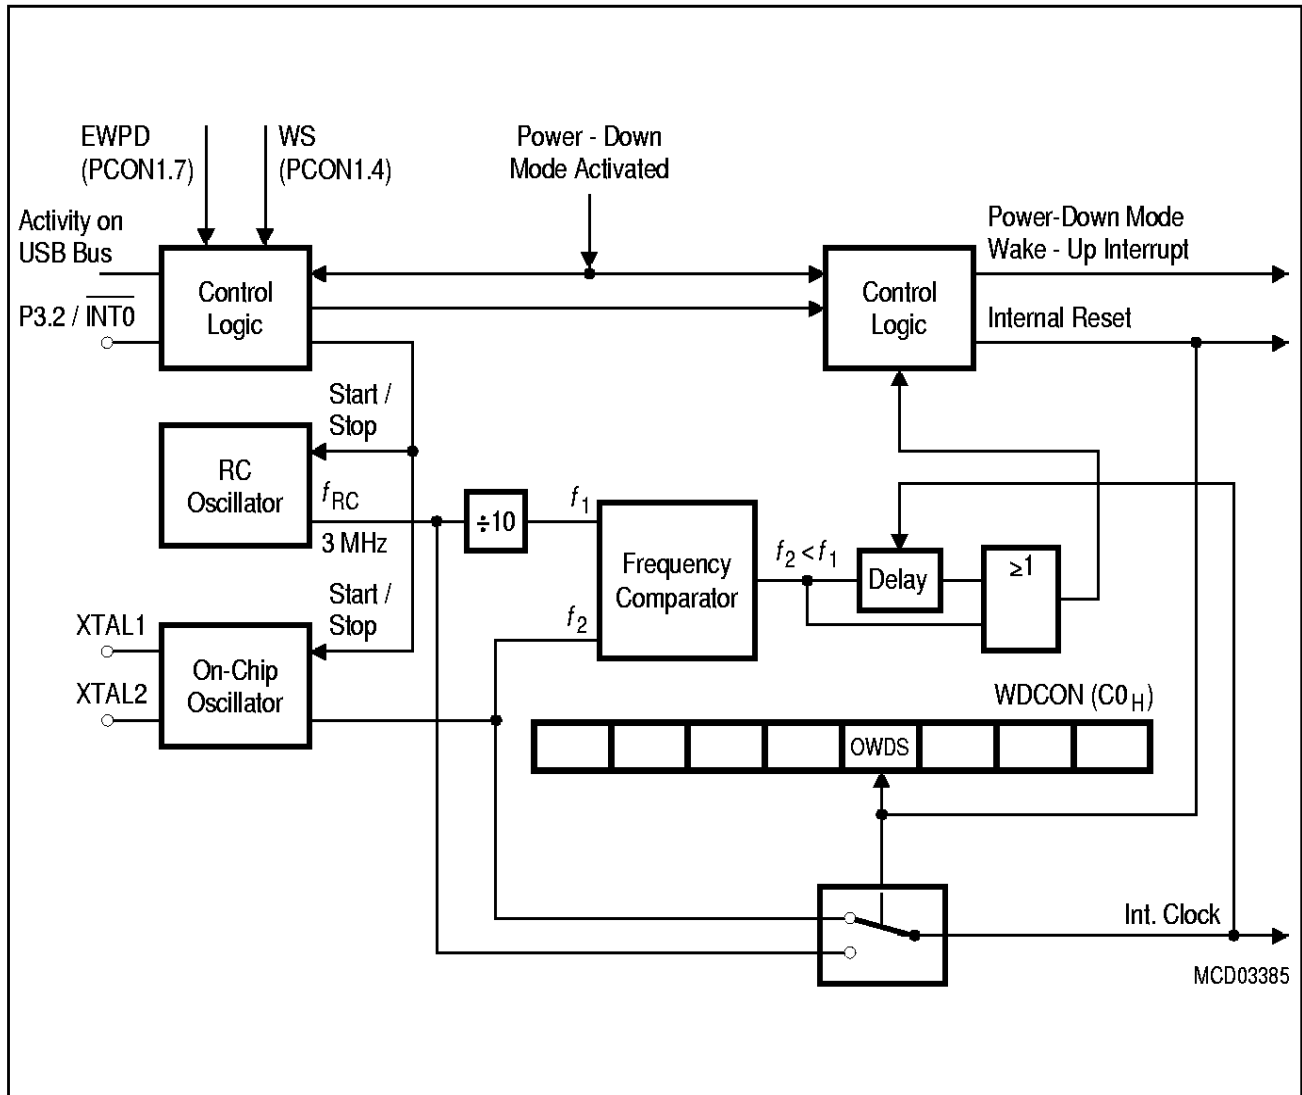 EWPD
(PCON1.7)
WS
(PCON1.4)
Power - Down
Mode Activated
Activity on
USB Bus
P3.2 / INT0
Control
Logic
Control
Logic
Power-Down Mode
Wake - Up Interrupt
Internal Reset
Start /
Stop
RC
Oscillator
fRC
3 MHz
÷10
f1
f2
Frequency
Comparator
f2 < f1
Delay
≥1
Start /
Stop
XTAL1
XTAL2
On-Chip
Oscillator
WDCON (C0H)
OWDS
Int. Clock
MCD03385